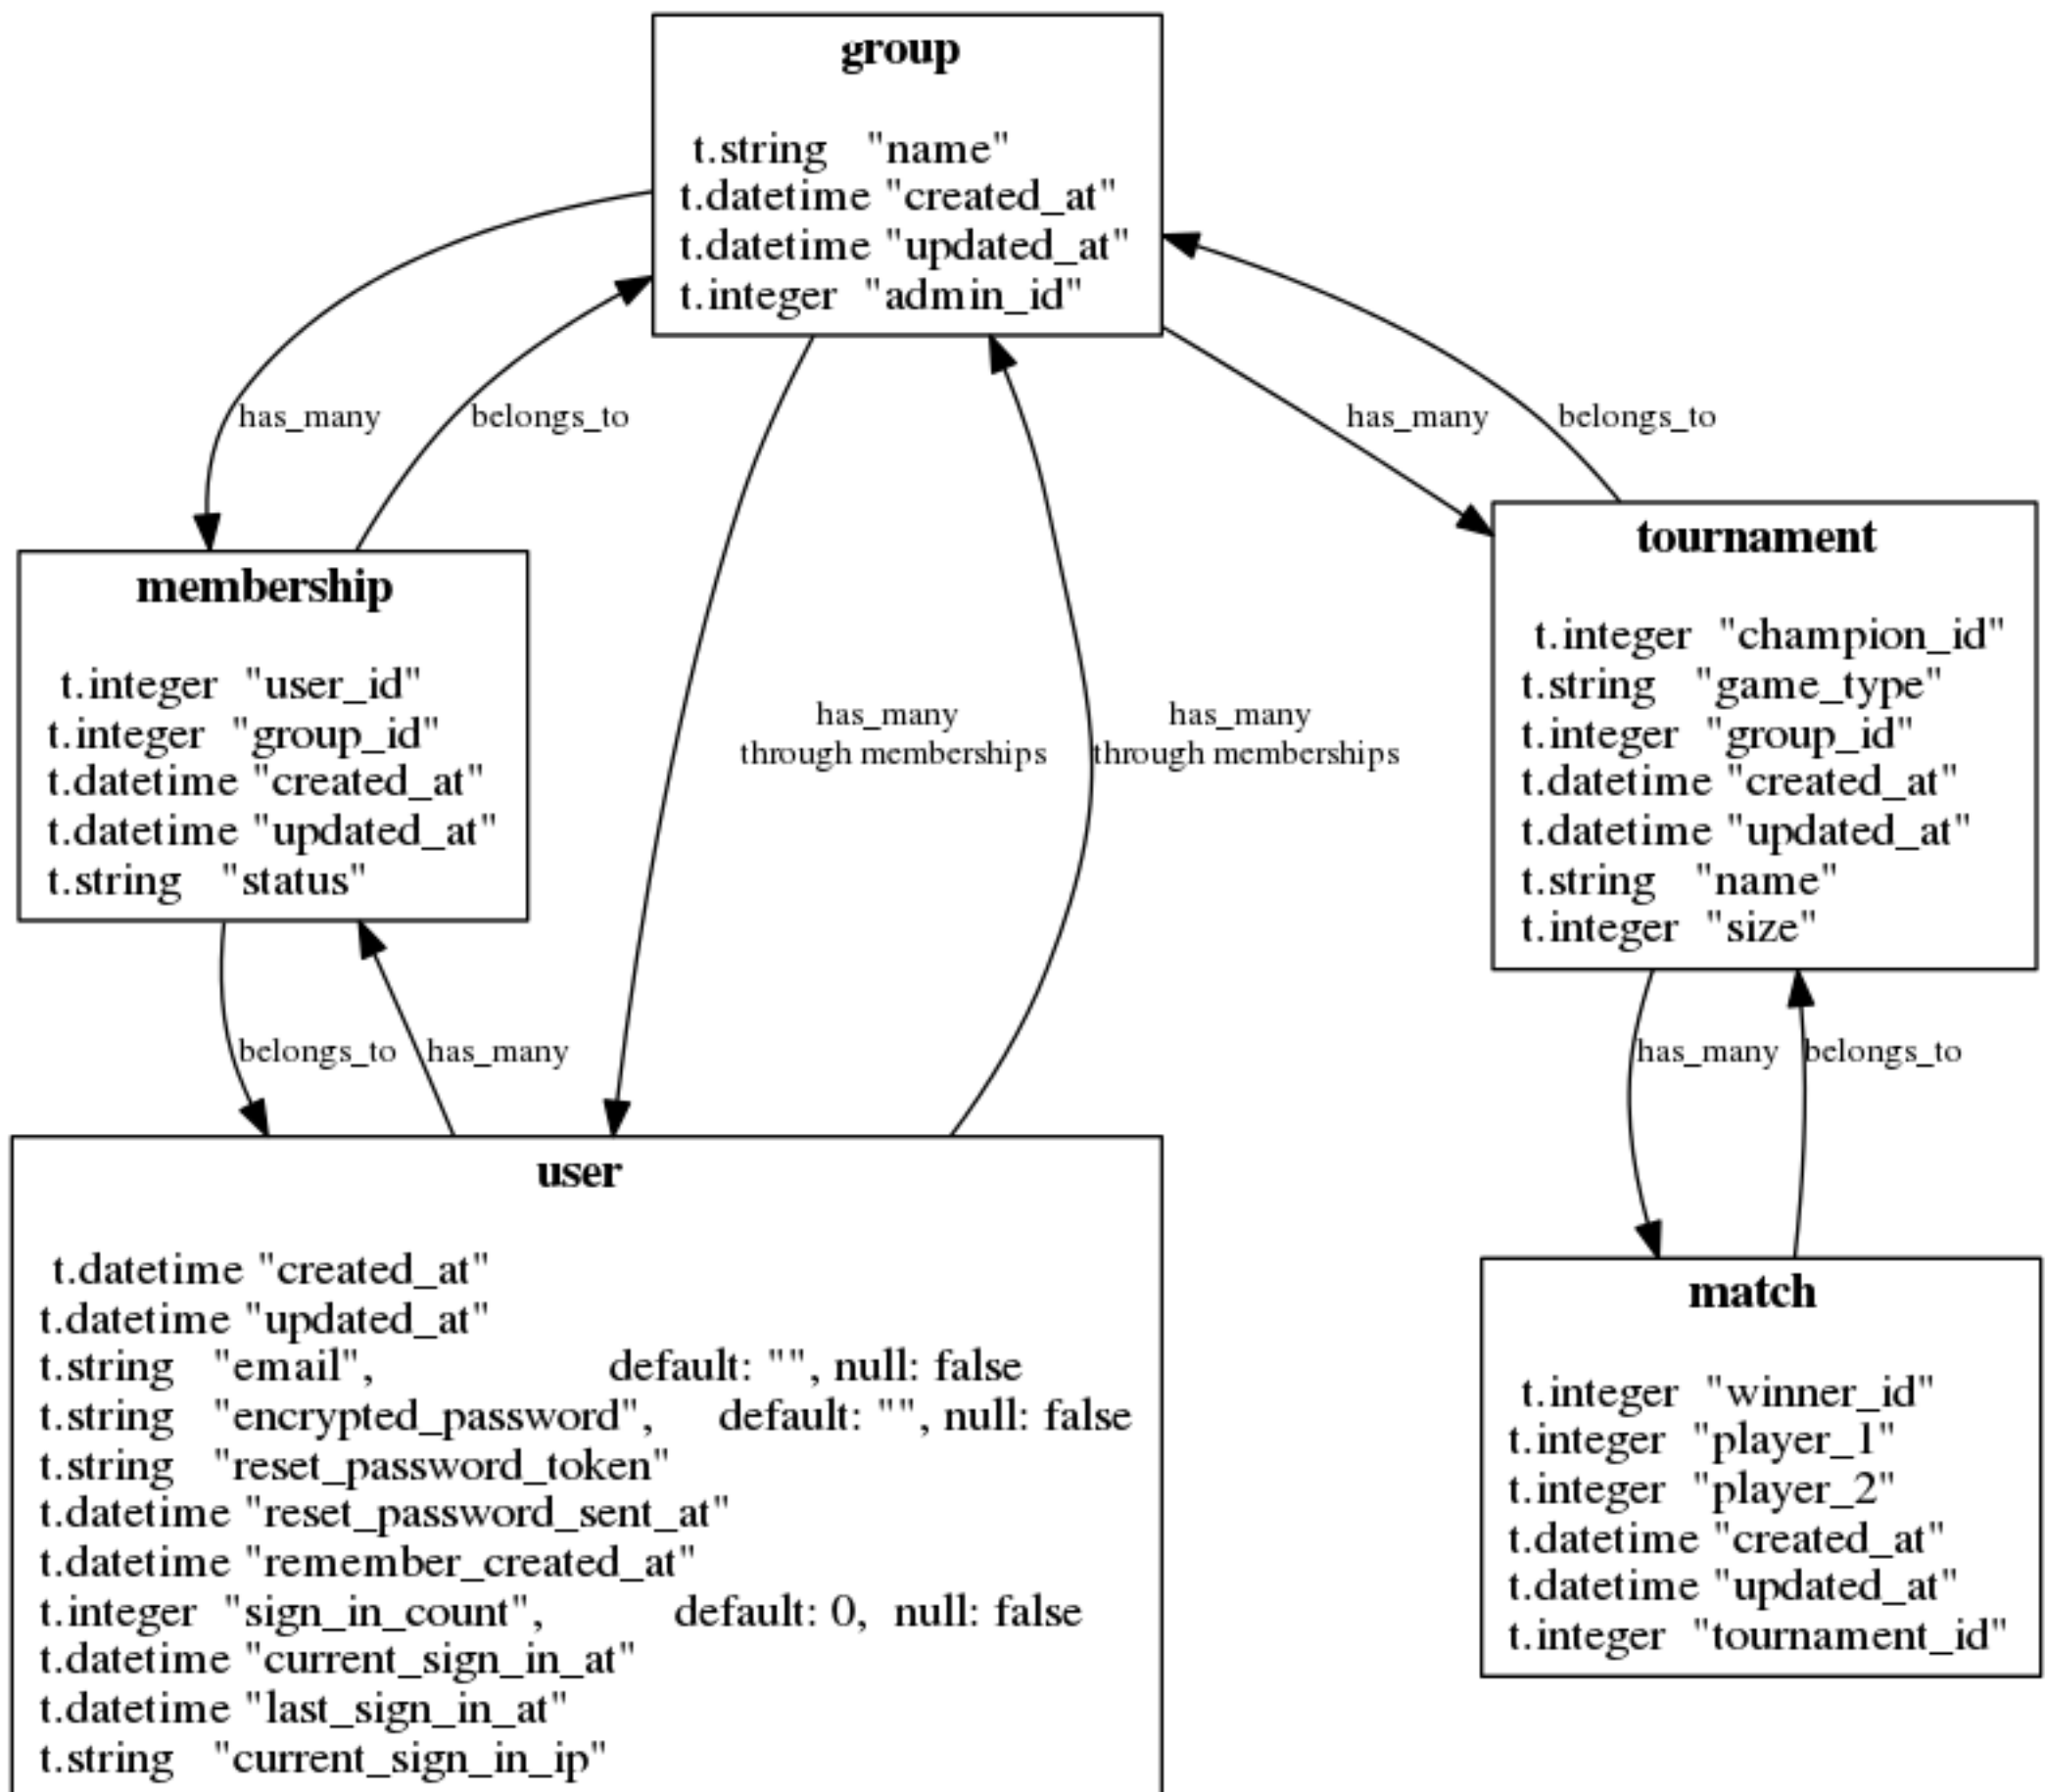 group
t.string "name"
t.datetime "created_at"
t.datetime "updated_at"
t.integer "admin_id"
has_many
belongs_to
has_many
belongs_to
membership
t.integer "user_id"
t.integer "group_id"
t.datetime "created_at"
t.datetime "updated_at"
t.string "status"
has_many
through memberships
has_many
through memberships
tournament
t.integer "champion_id"
t.string "game_type"
t.integer "group_id"
t.datetime "created_at"
t.datetime "updated_at"
t.string "name"
t.integer "size"
belongs_to
has_many
has_many
belongs_to
user
t.datetime "created_at"
t.datetime "updated_at"
t.string "email", default: "", null: false
t.string "encrypted_password", default: "", null: false
t.string "reset_password_token"
t.datetime "reset_password_sent_at"
t.datetime "remember_created_at"
t.integer "sign_in_count", default: 0, null: false
t.datetime "current_sign_in_at"
t.datetime "last_sign_in_at"
t.string "current_sign_in_ip"
match
t.integer "winner_id"
t.integer "player_1"
t.integer "player_2"
t.datetime "created_at"
t.datetime "updated_at"
t.integer "tournament_id"